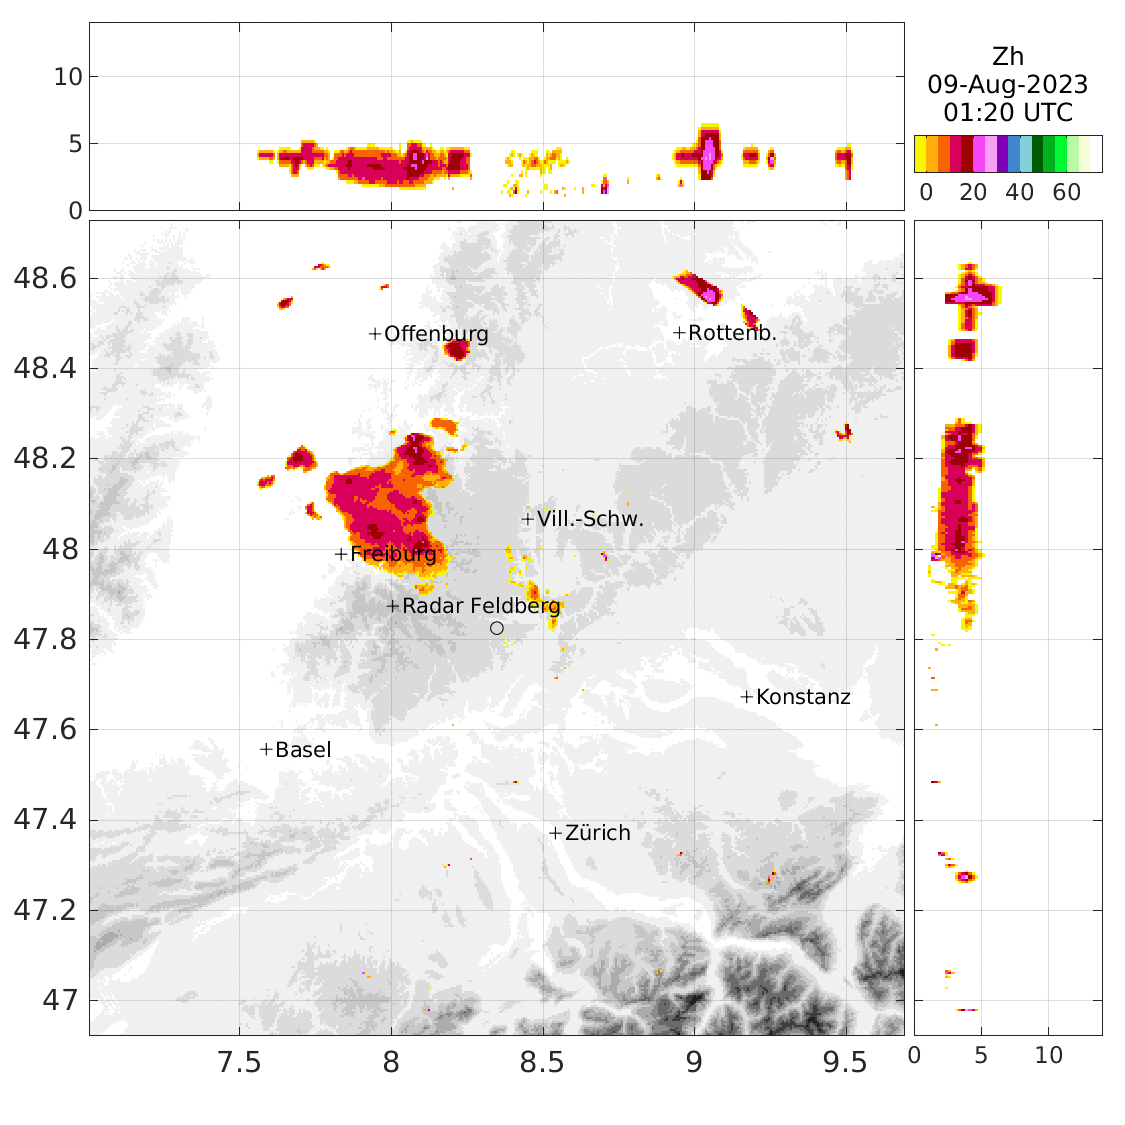 10
5
0
Zh
09-Aug-2023
01:20 UTC
0 20 40 60
48.6
48.4
48.2
48
47.8
47.6
47.4
47.2
47
Offenburg
Rottenb.
Vill.-Schw.
Freiburg
Radar Feldberg
Konstanz
Basel
Zürich
7.5 8 8.5 9 9.5
0 5 10